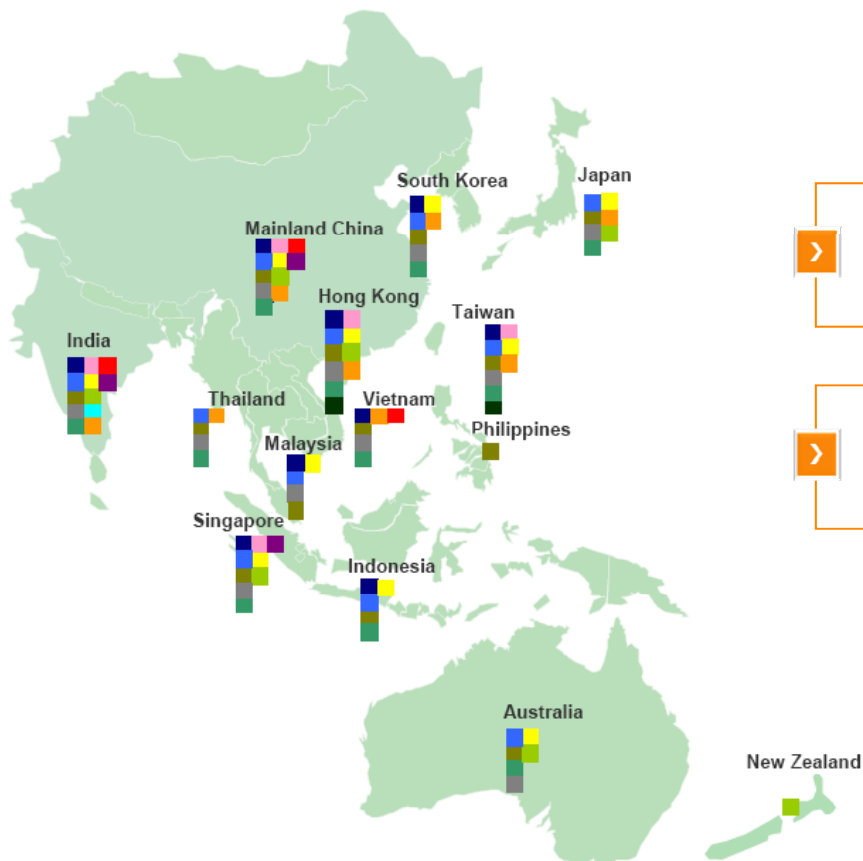 South Korea
Japan
Mainland China
Hong Kong
Taiwan
India
Thailand
Vietnam
Malaysia
Philippines
Singapore
Indonesia
Australia
New Zealand